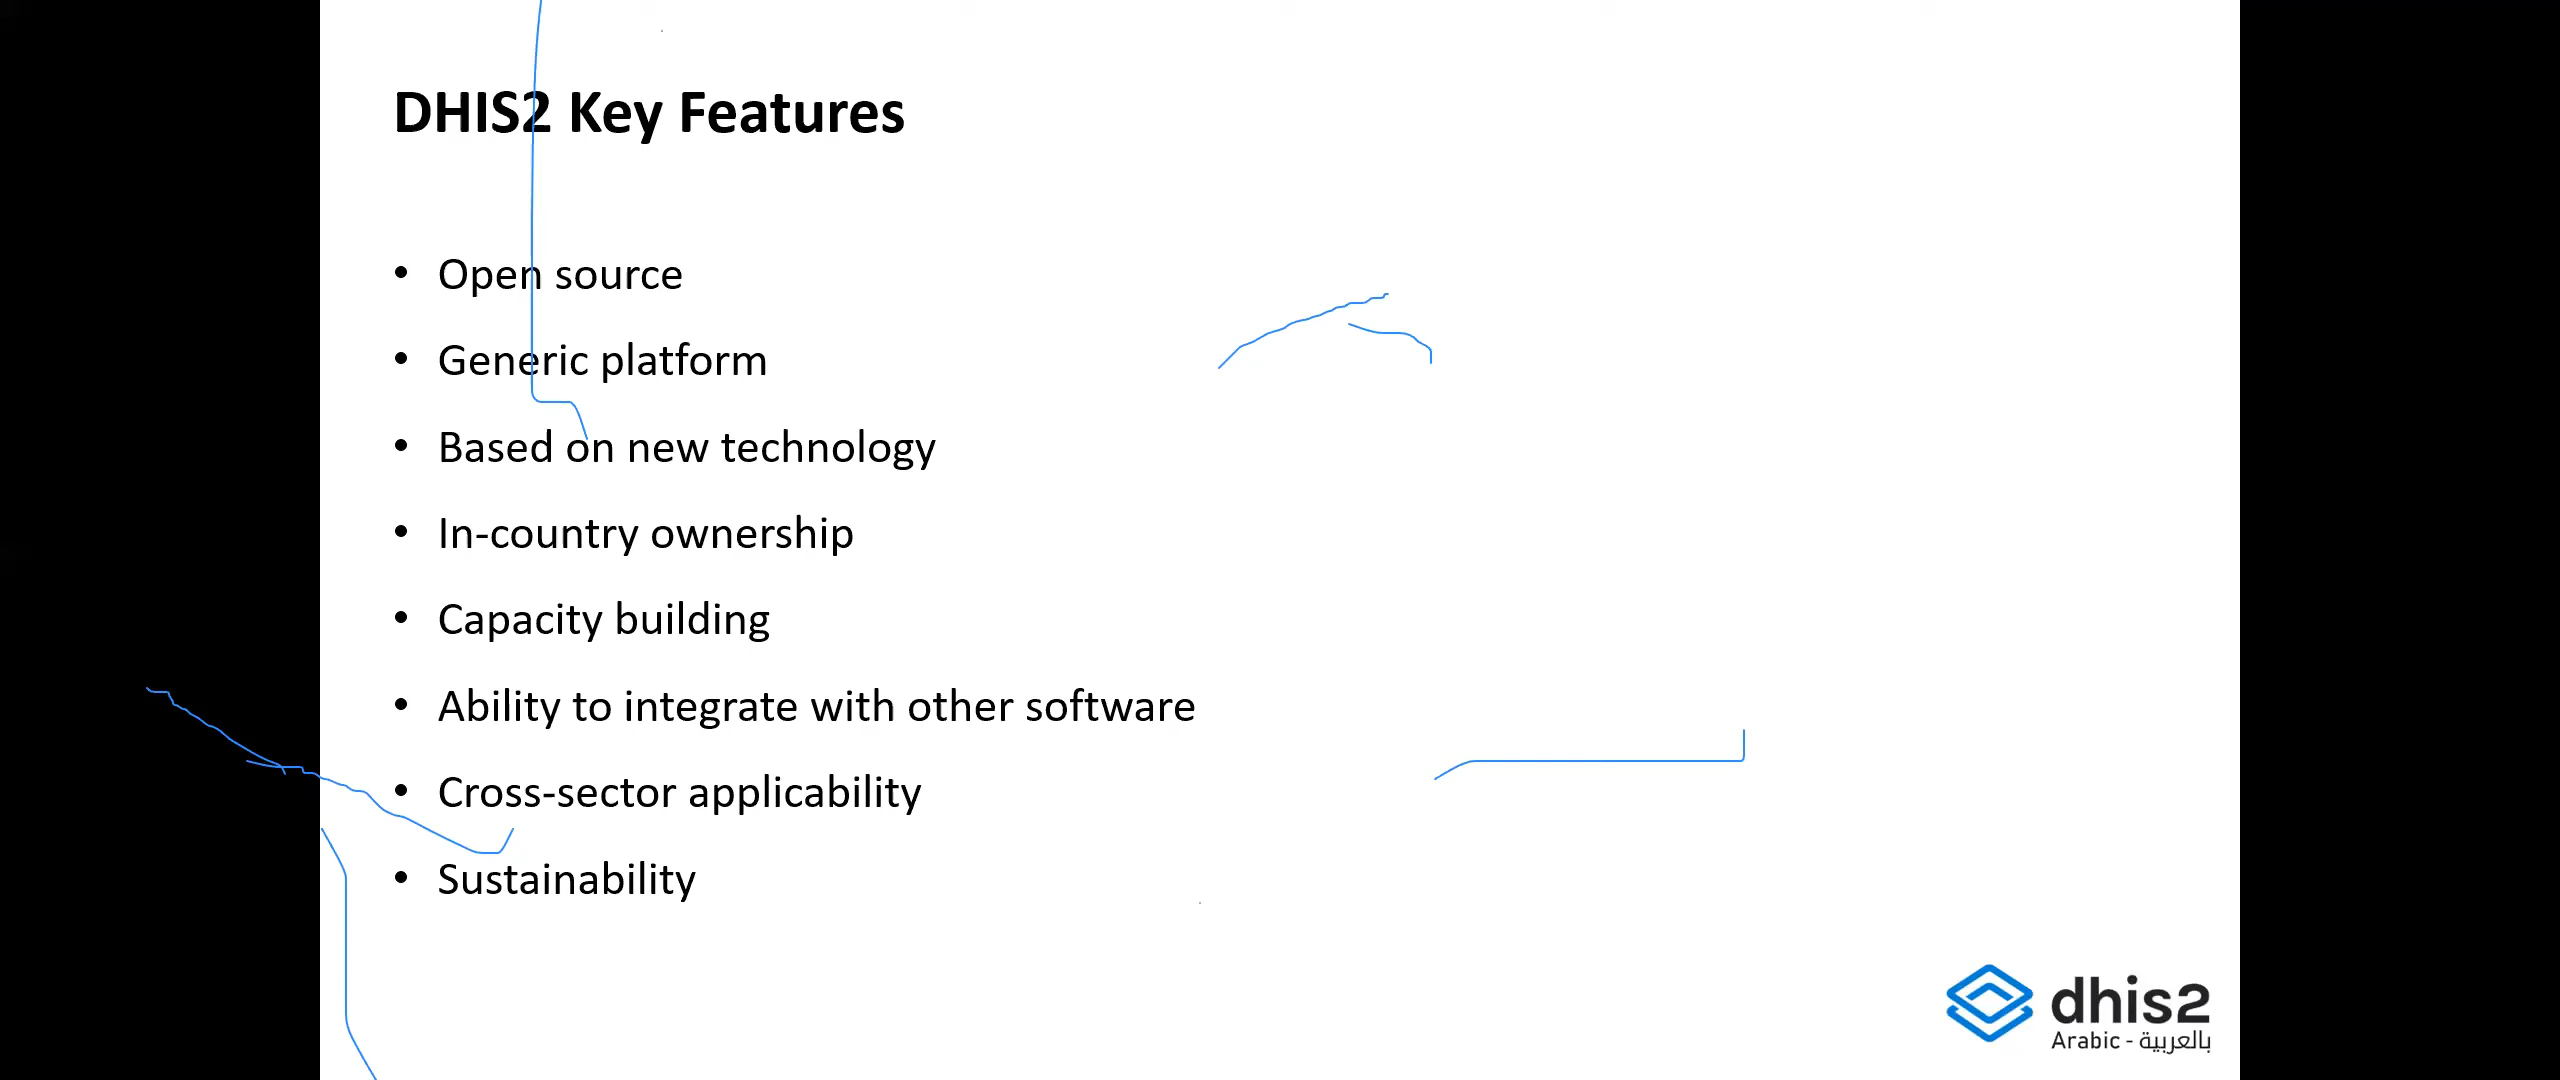 DHIS2 Key Features
• Open source
• Generic platform
• Based on new technology
• In-country ownership
• Capacity building
• Ability to integrate with other software
• Cross-sector applicability
• Sustainability
dhis2
Arabic - بالعربية